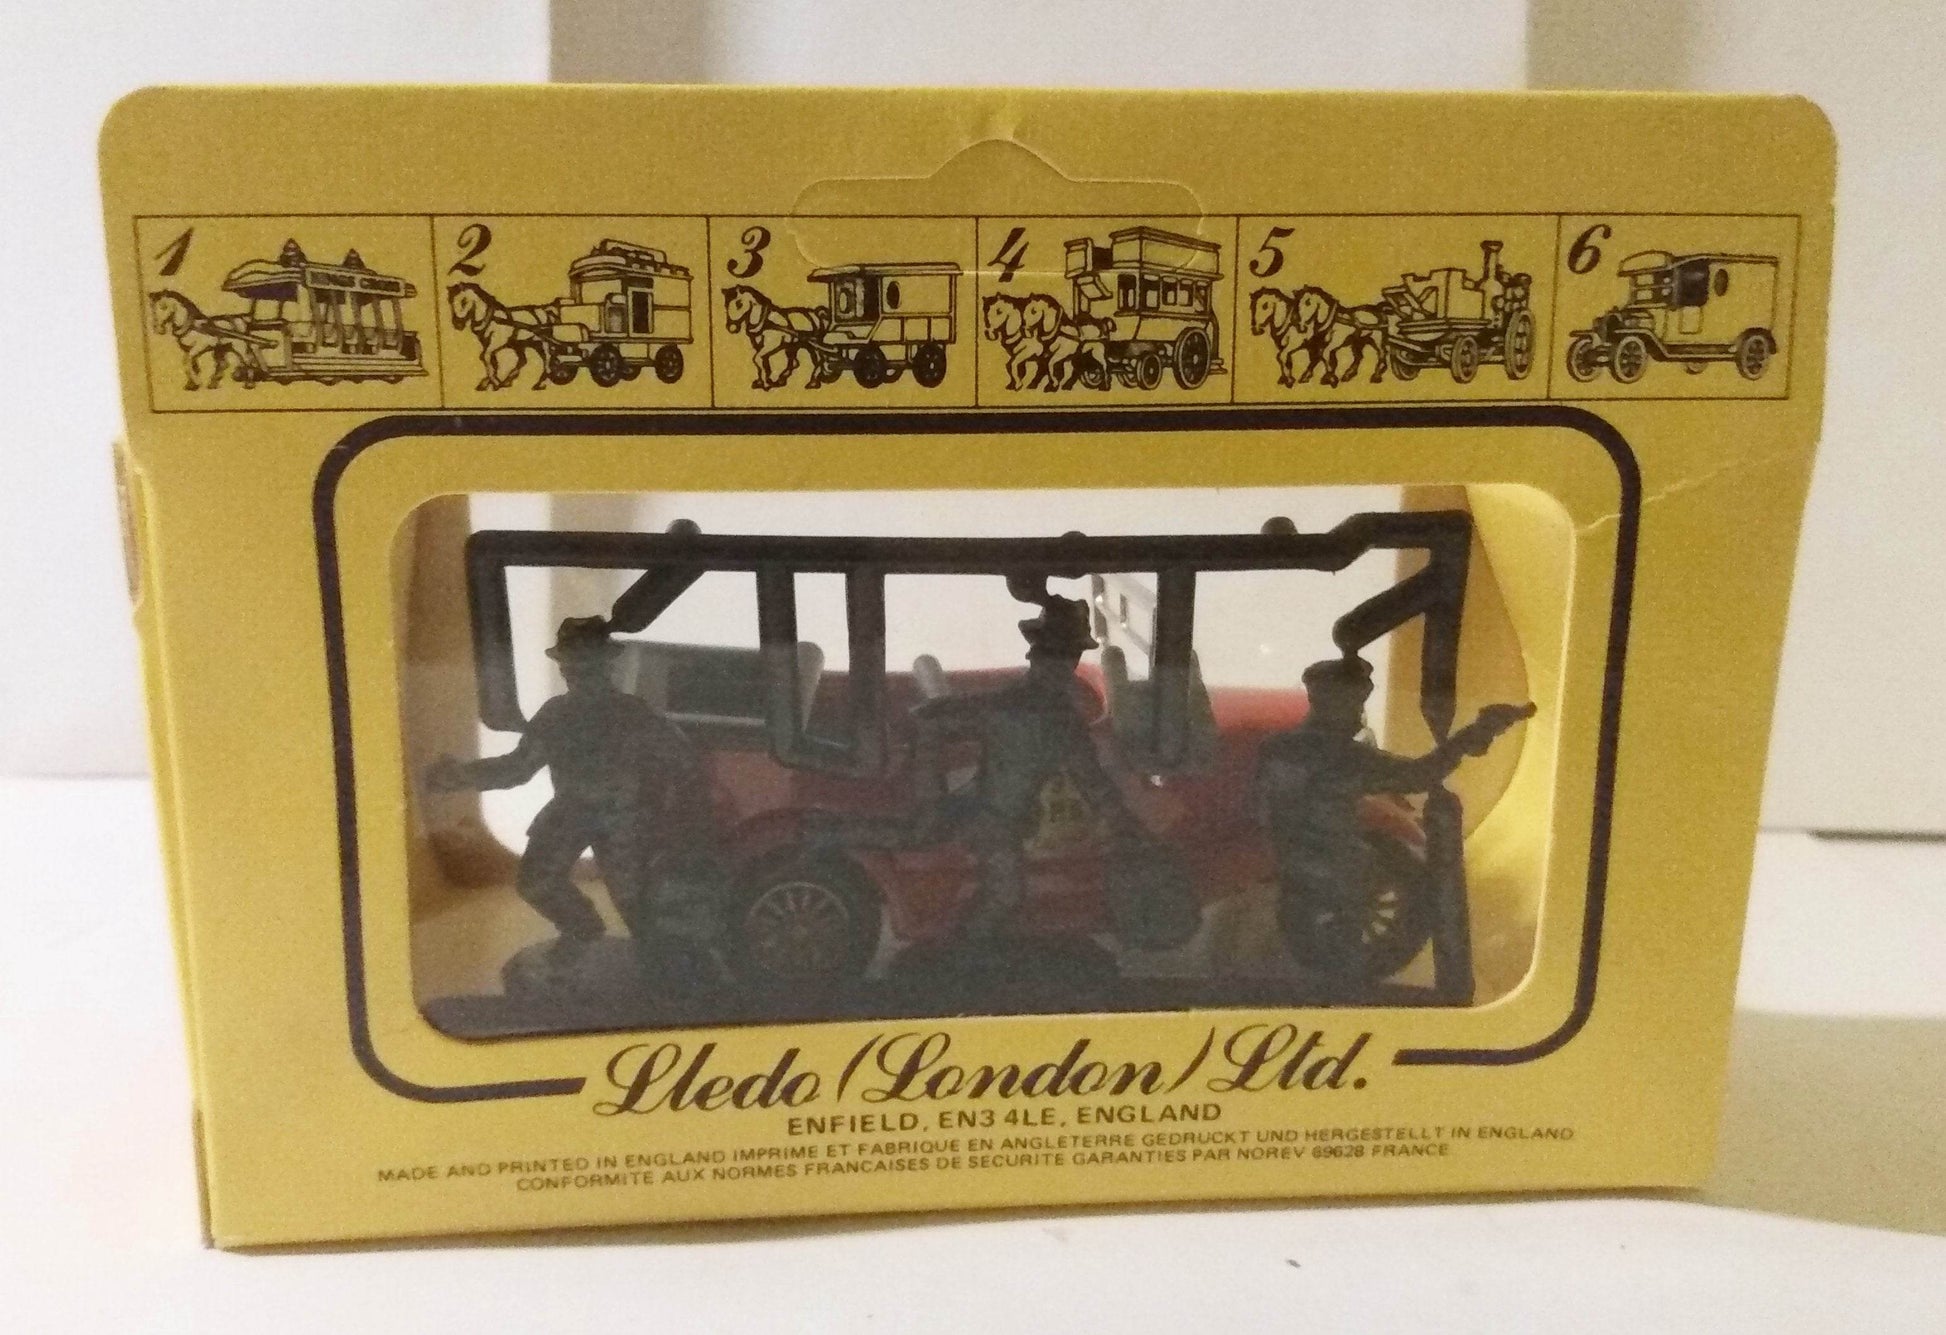 1 2 3 4 5 6
Lledo (London) Ltd.
ENFIELD, EN3 4LE, ENGLAND
MADE AND PRINTED IN ENGLAND IMPRIME ET FABRIQUE EN ANGLETERRE GEDRUCKT UND HERGESTELLT IN ENGLAND
CONFORMITE AUX NORMES FRANCAISES DE SECURITE GARANTIES PAR NOREV 69628 FRANCE